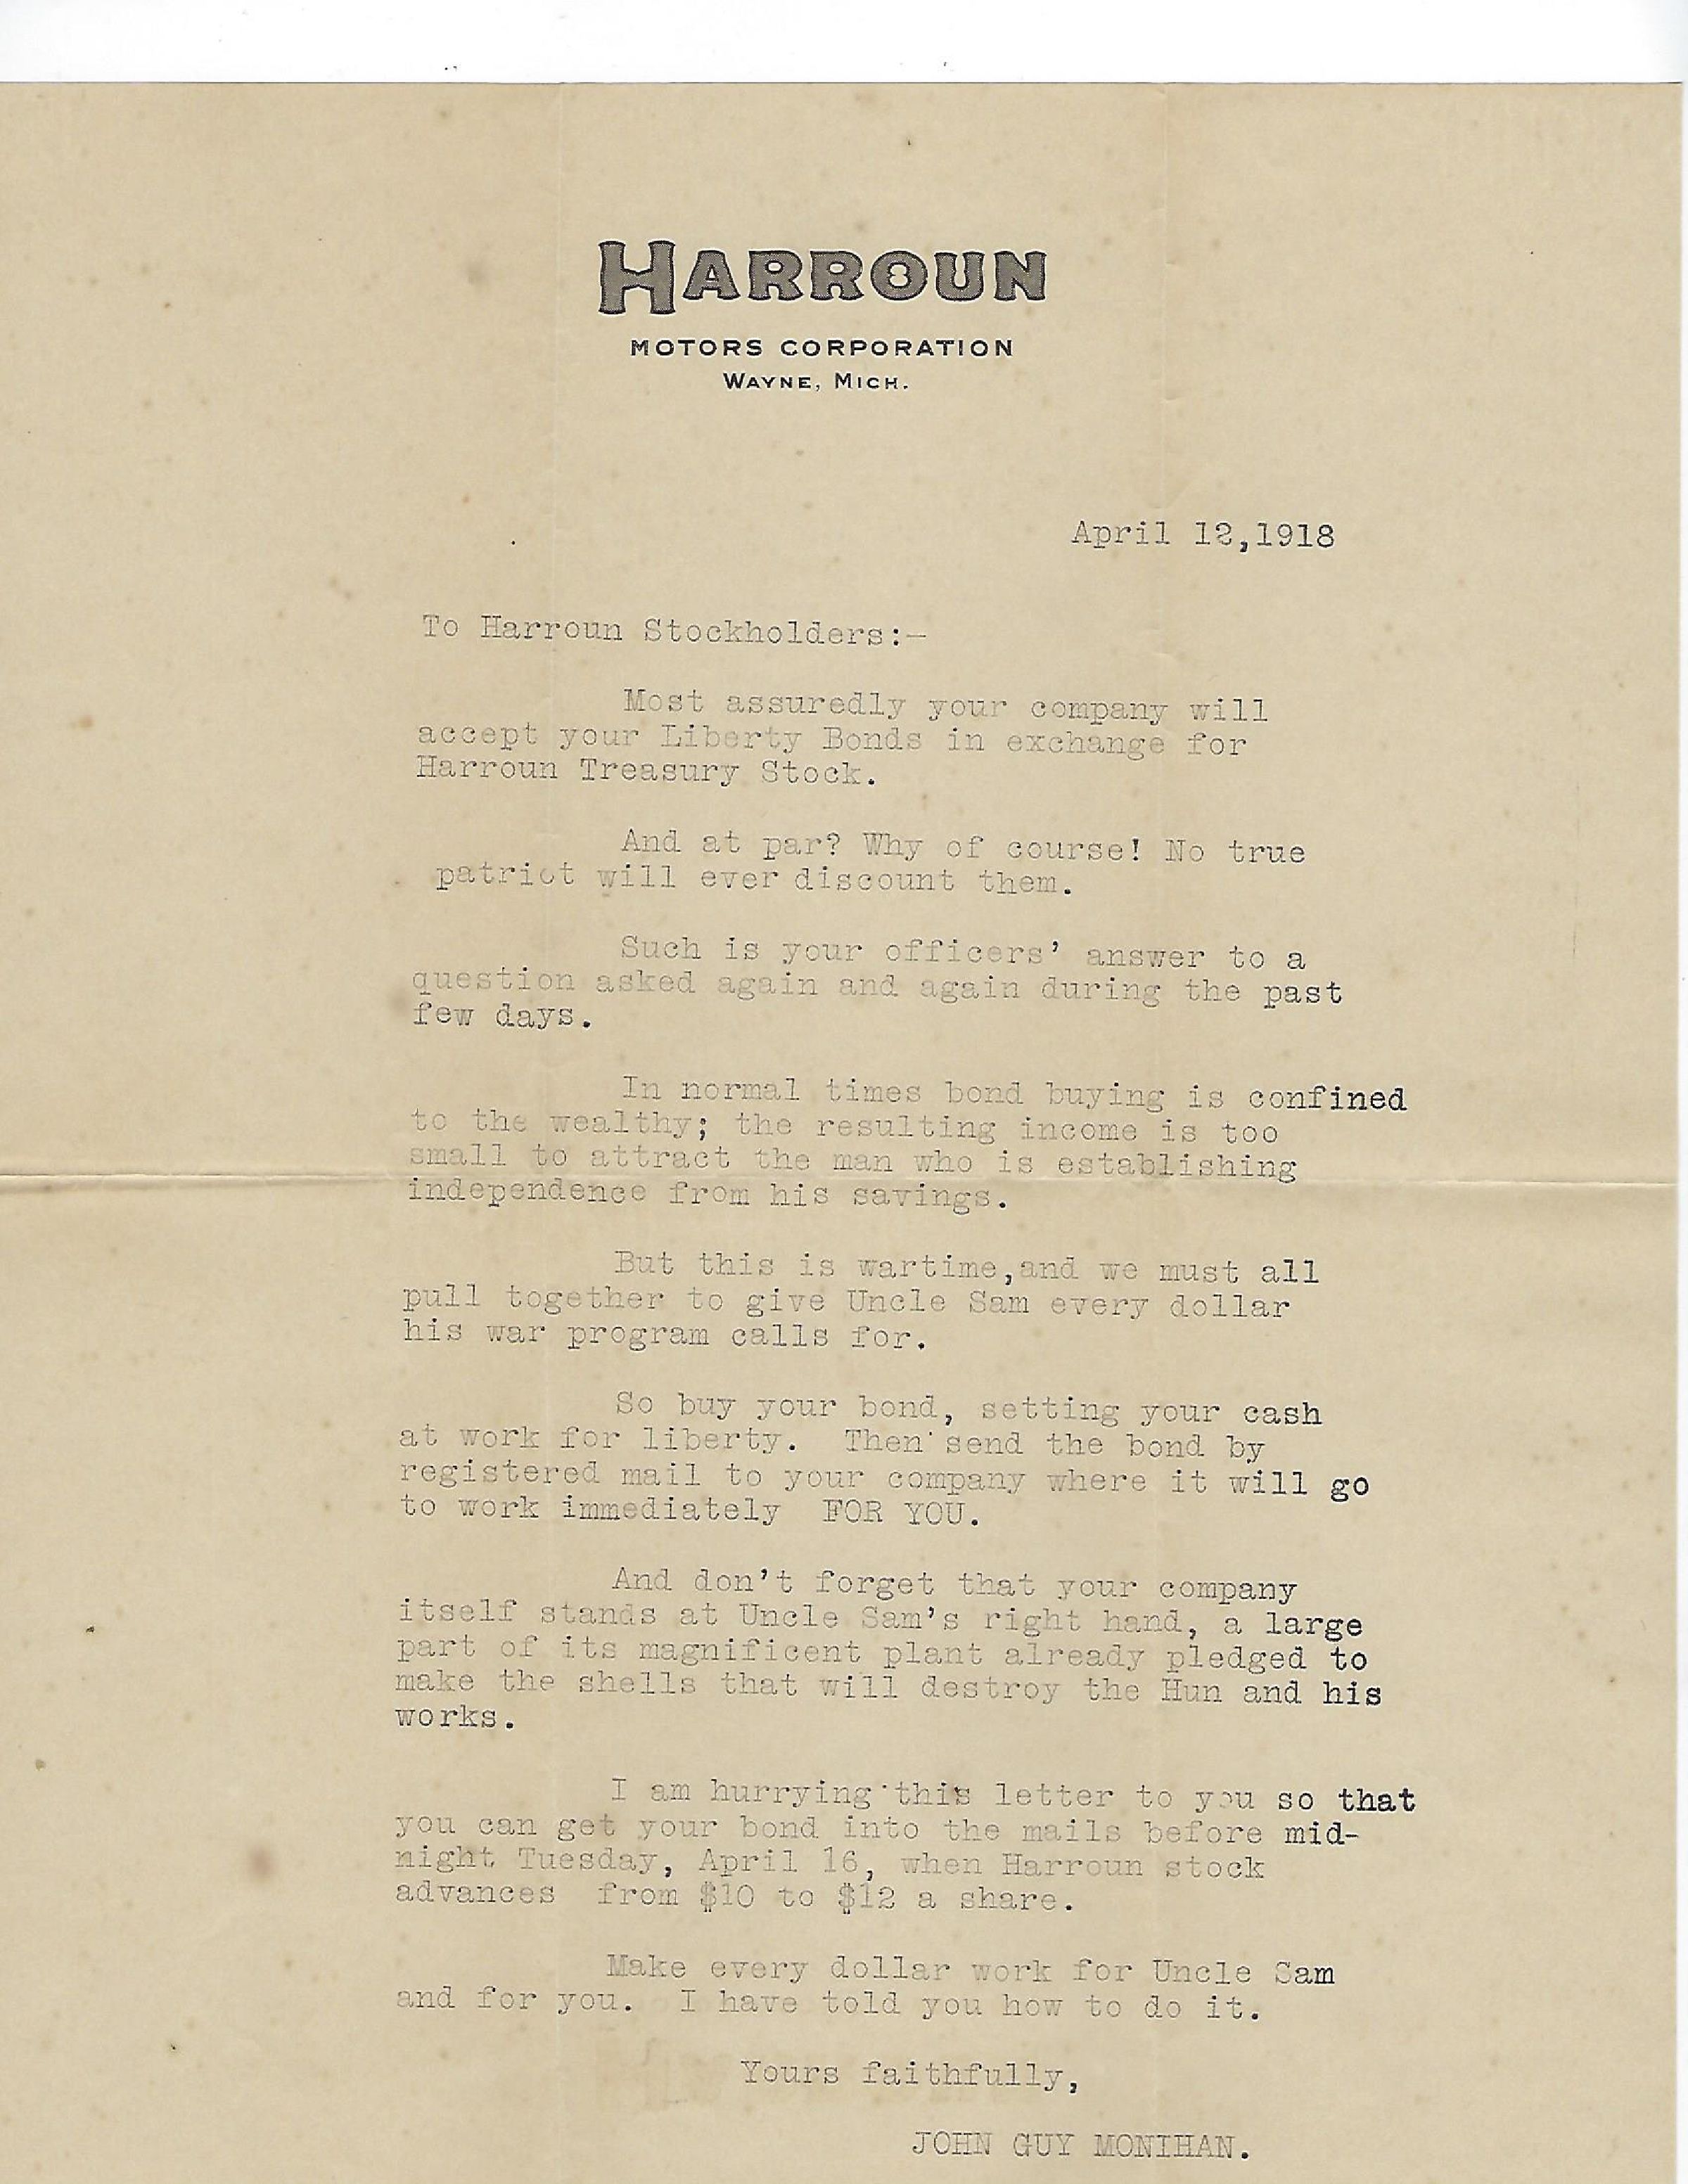 HARROUN
MOTORS CORPORATION
WAYNE, MICH.
April 12,1918
To Harroun Stockholders:-
Most assuredly your company will
accept your Liberty Bonds in exchange for
Harroun Treasury Stock.
And at par? Why of course! No true
patriot will ever discount them.
Such is your officers' answer to a
question asked again and again during the past
few days.
In normal times bond buying is confined
to the wealthy; the resulting income is too
small to attract the man who is establishing
independence from his savings.
But this is wartime,and we must all
pull together to give Uncle Sam every dollar
his war program calls for.
So buy your bond, setting your cash
at work for liberty. Then send the bond by
registered mail to your company where it will go
to work immediately FOR YOU.
And don't forget that your company
itself stands at Uncle Sam's right hand, a large
part of its magnificent plant already pledged to
make the shells that will destroy the Hun and his
works.
I am hurrying this letter to you so that
you can get your bond into the mails before mid-
night Tuesday, April 16, when Harroun stock
advances from $10 to $12 a share.
Make every dollar work for Uncle Sam
and for you. I have told you how to do it.
Yours faithfully,
JOHN GUY MONIHAN.